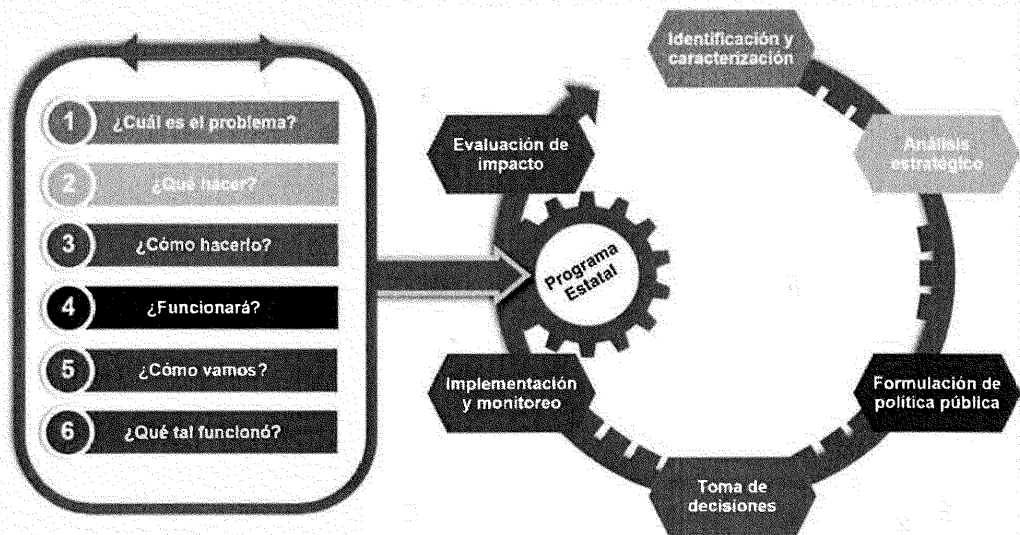 1 ¿Cuál es el problema?
2 ¿Qué hacer?
3 ¿Cómo hacerlo?
4 ¿Funcionará?
5 ¿Cómo vamos?
6 ¿Qué tal funcionó?
Identificación y
caracterización
Análisis
estratégico
Formulación de
política pública
Toma de
decisiones
Implementación
y monitoreo
Evaluación de
impacto
Programa
Estatal